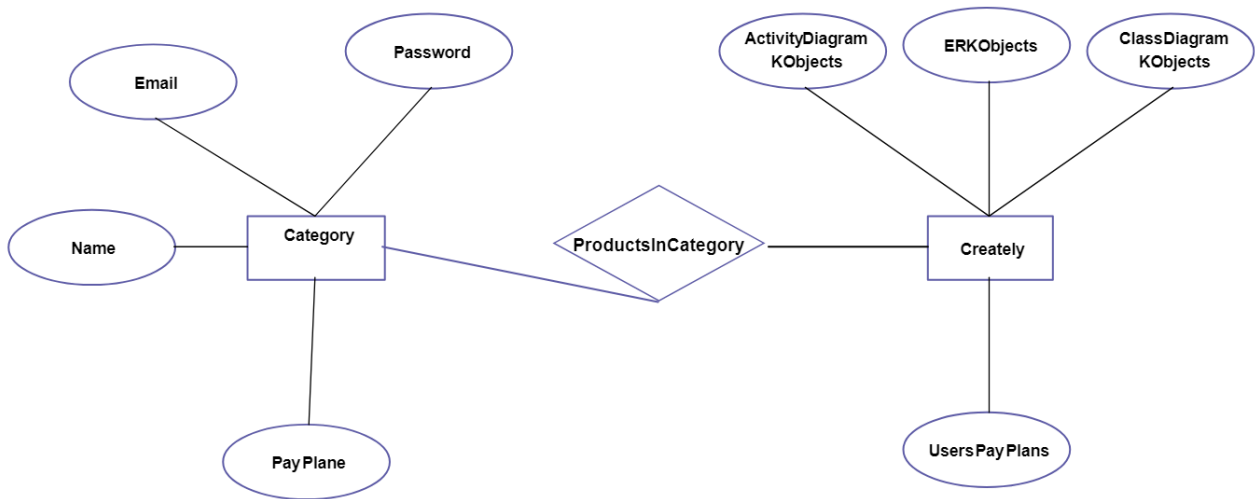 Email
Password
ActivityDiagram
KObjects
ERKObjects
ClassDiagram
KObjects
Name
Category
ProductsInCategory
Creately
PayPlane
UsersPayPlans